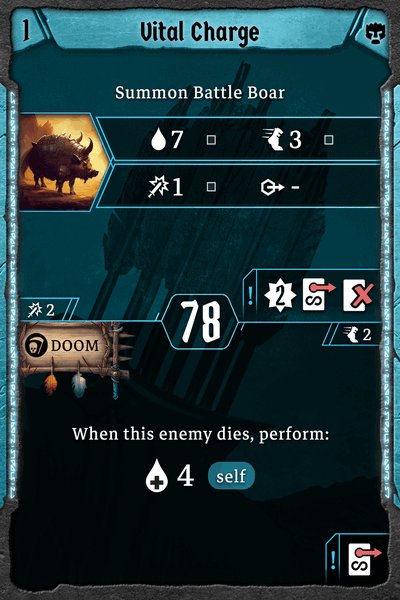 1
Vital Charge
Summon Battle Boar
7
3
1
-
! 2
2
78
2
DOOM
When this enemy dies, perform:
4 self
!